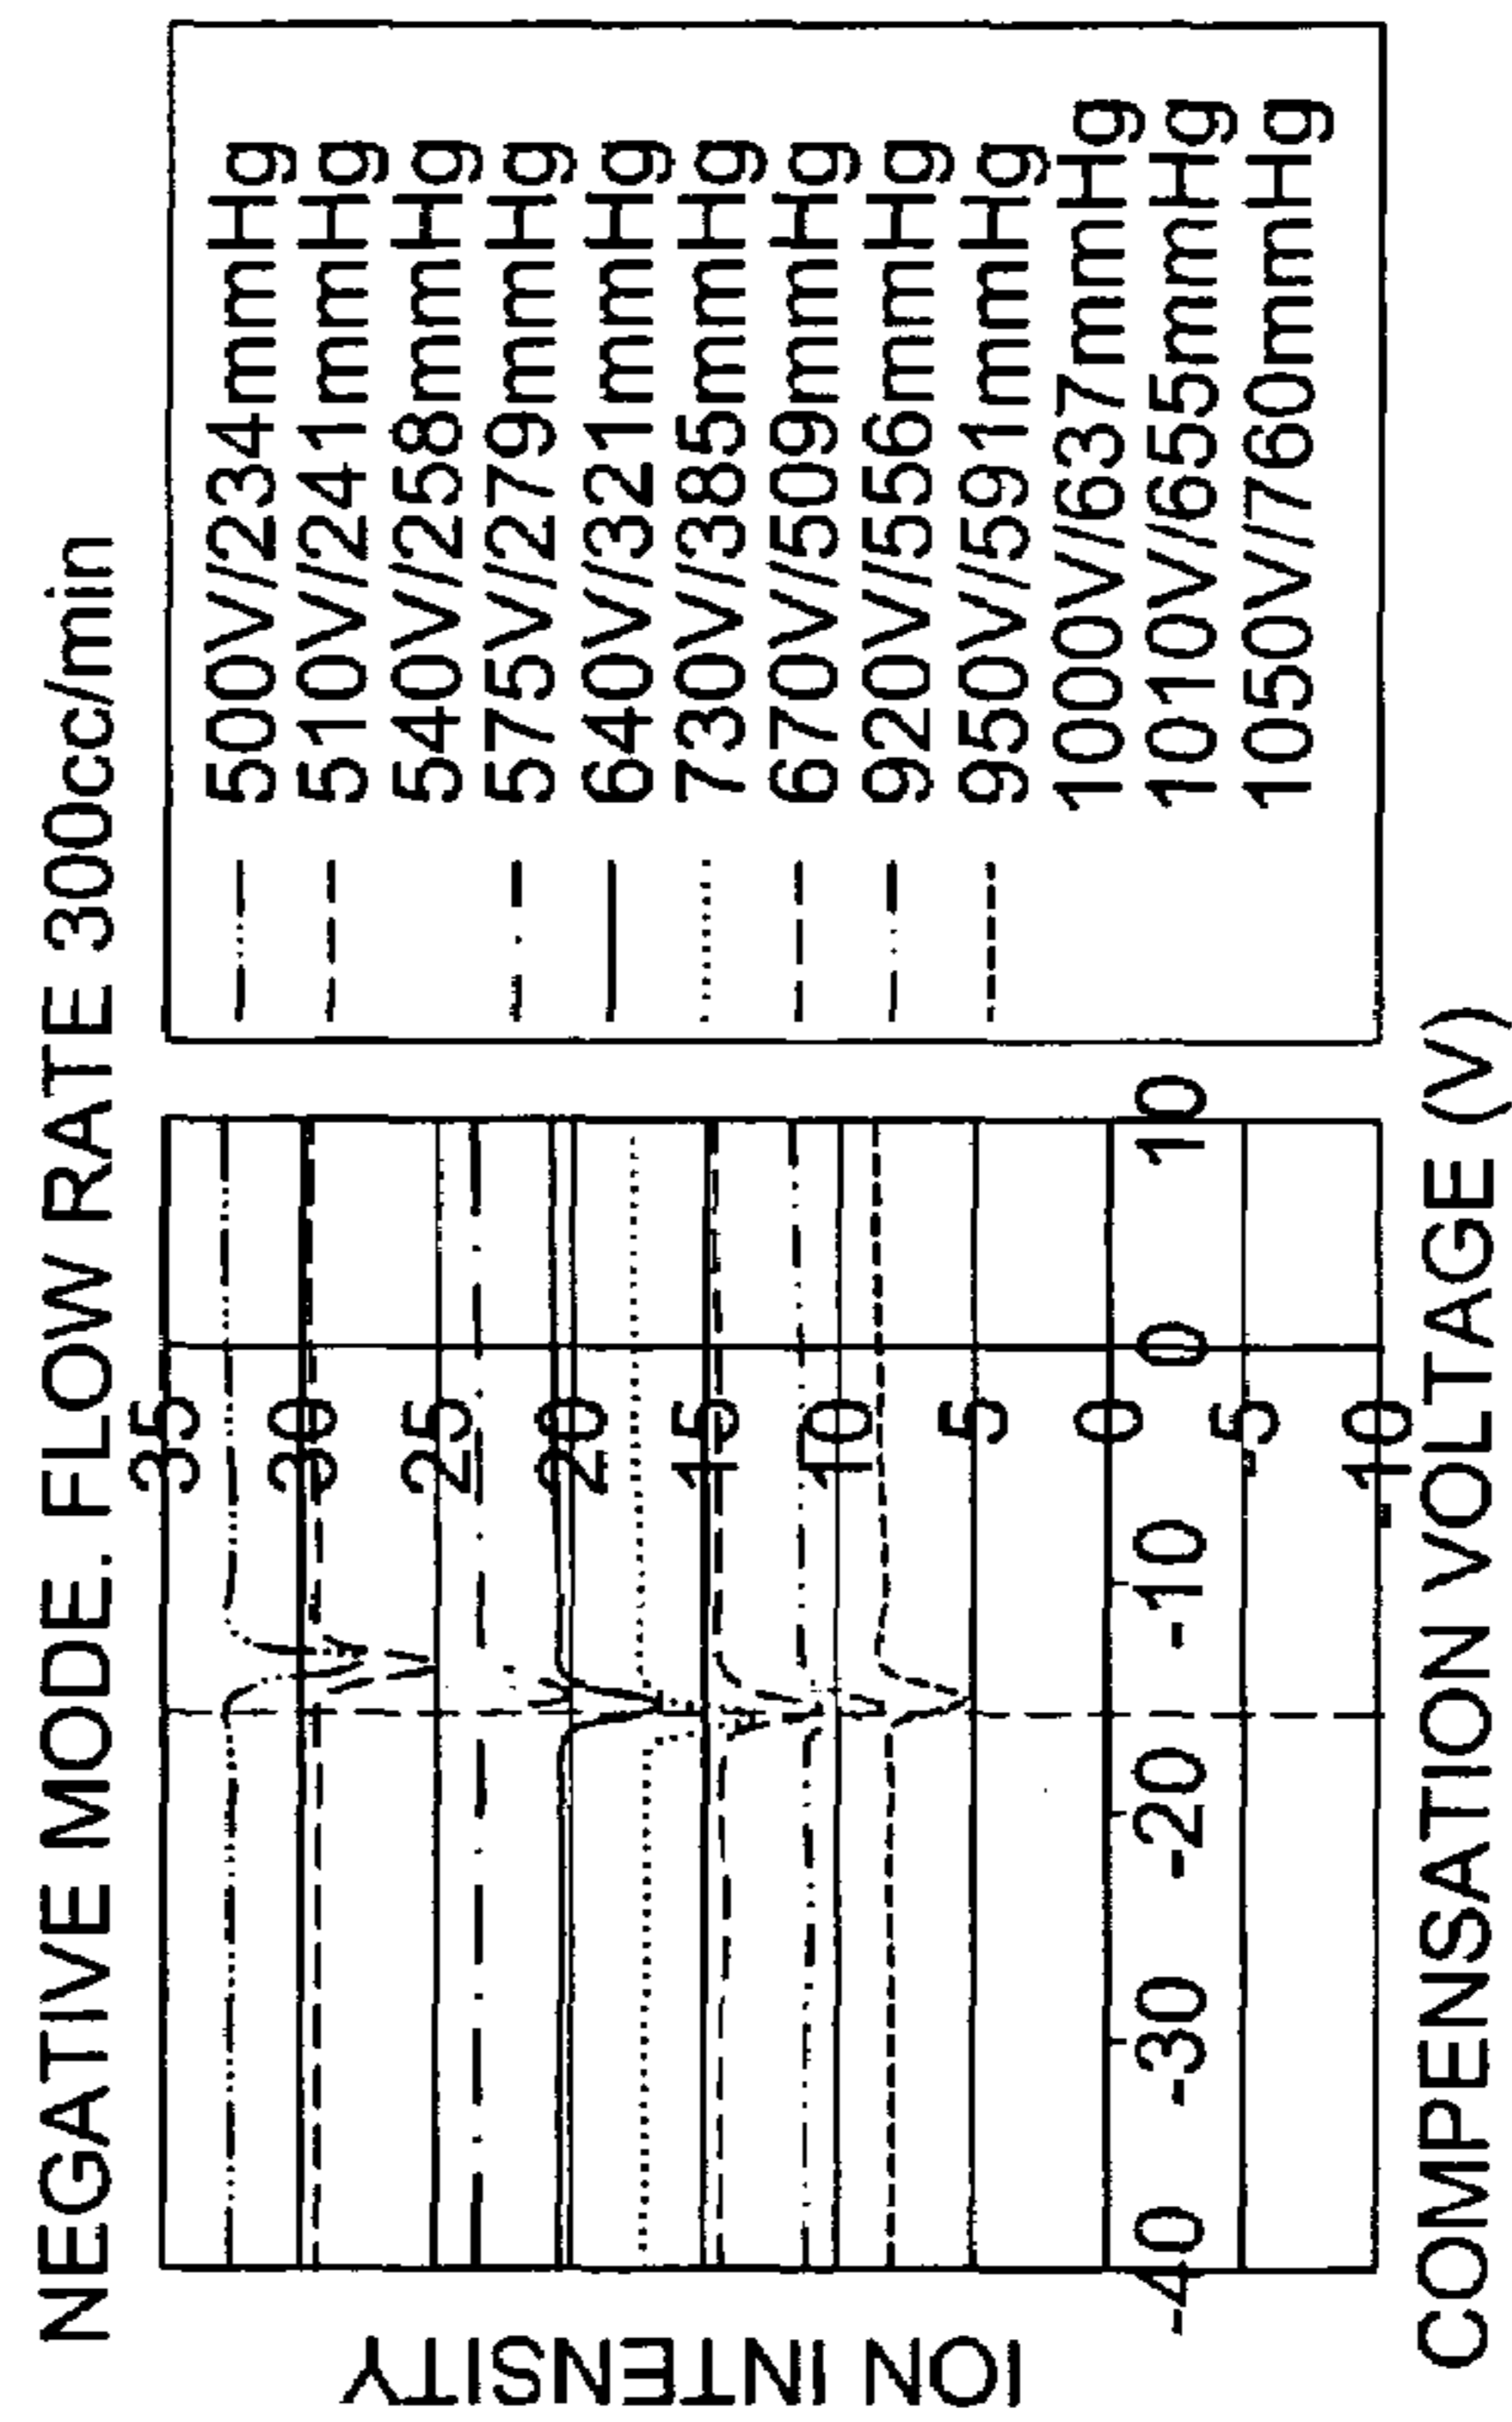 NEGATIVE MODE. FLOW RATE 300cc/min
ION INTENSITY
35
30
25
20
15
10
5
0
-5
-10
-40 -30 -20 -10 0 10
COMPENSATION VOLTAGE (V)
500V//234mmHg
510V//241mmHg
540V//258mmHg
575V//279mmHg
640V//321mmHg
730V//385mmHg
670V//509mmHg
920V//556mmHg
950V//591mmHg
1000V//637mmHg
1010V//655mmHg
1050V//760mmHg